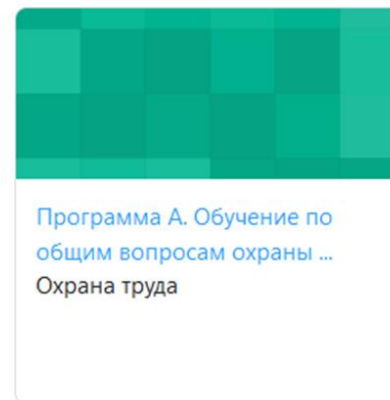 Программа А. Обучение по
общим вопросам охраны ...
Охрана труда